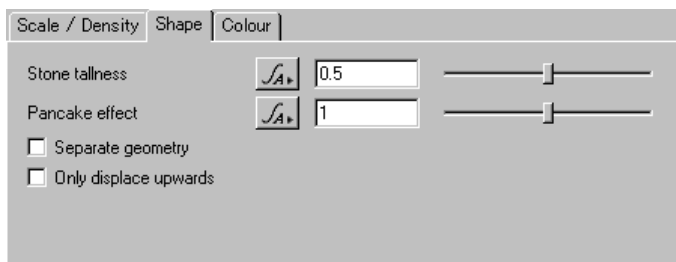 Scale / Density Shape Colour
Stone tallness 0.5
Pancake effect 1
Separate geometry
Only displace upwards